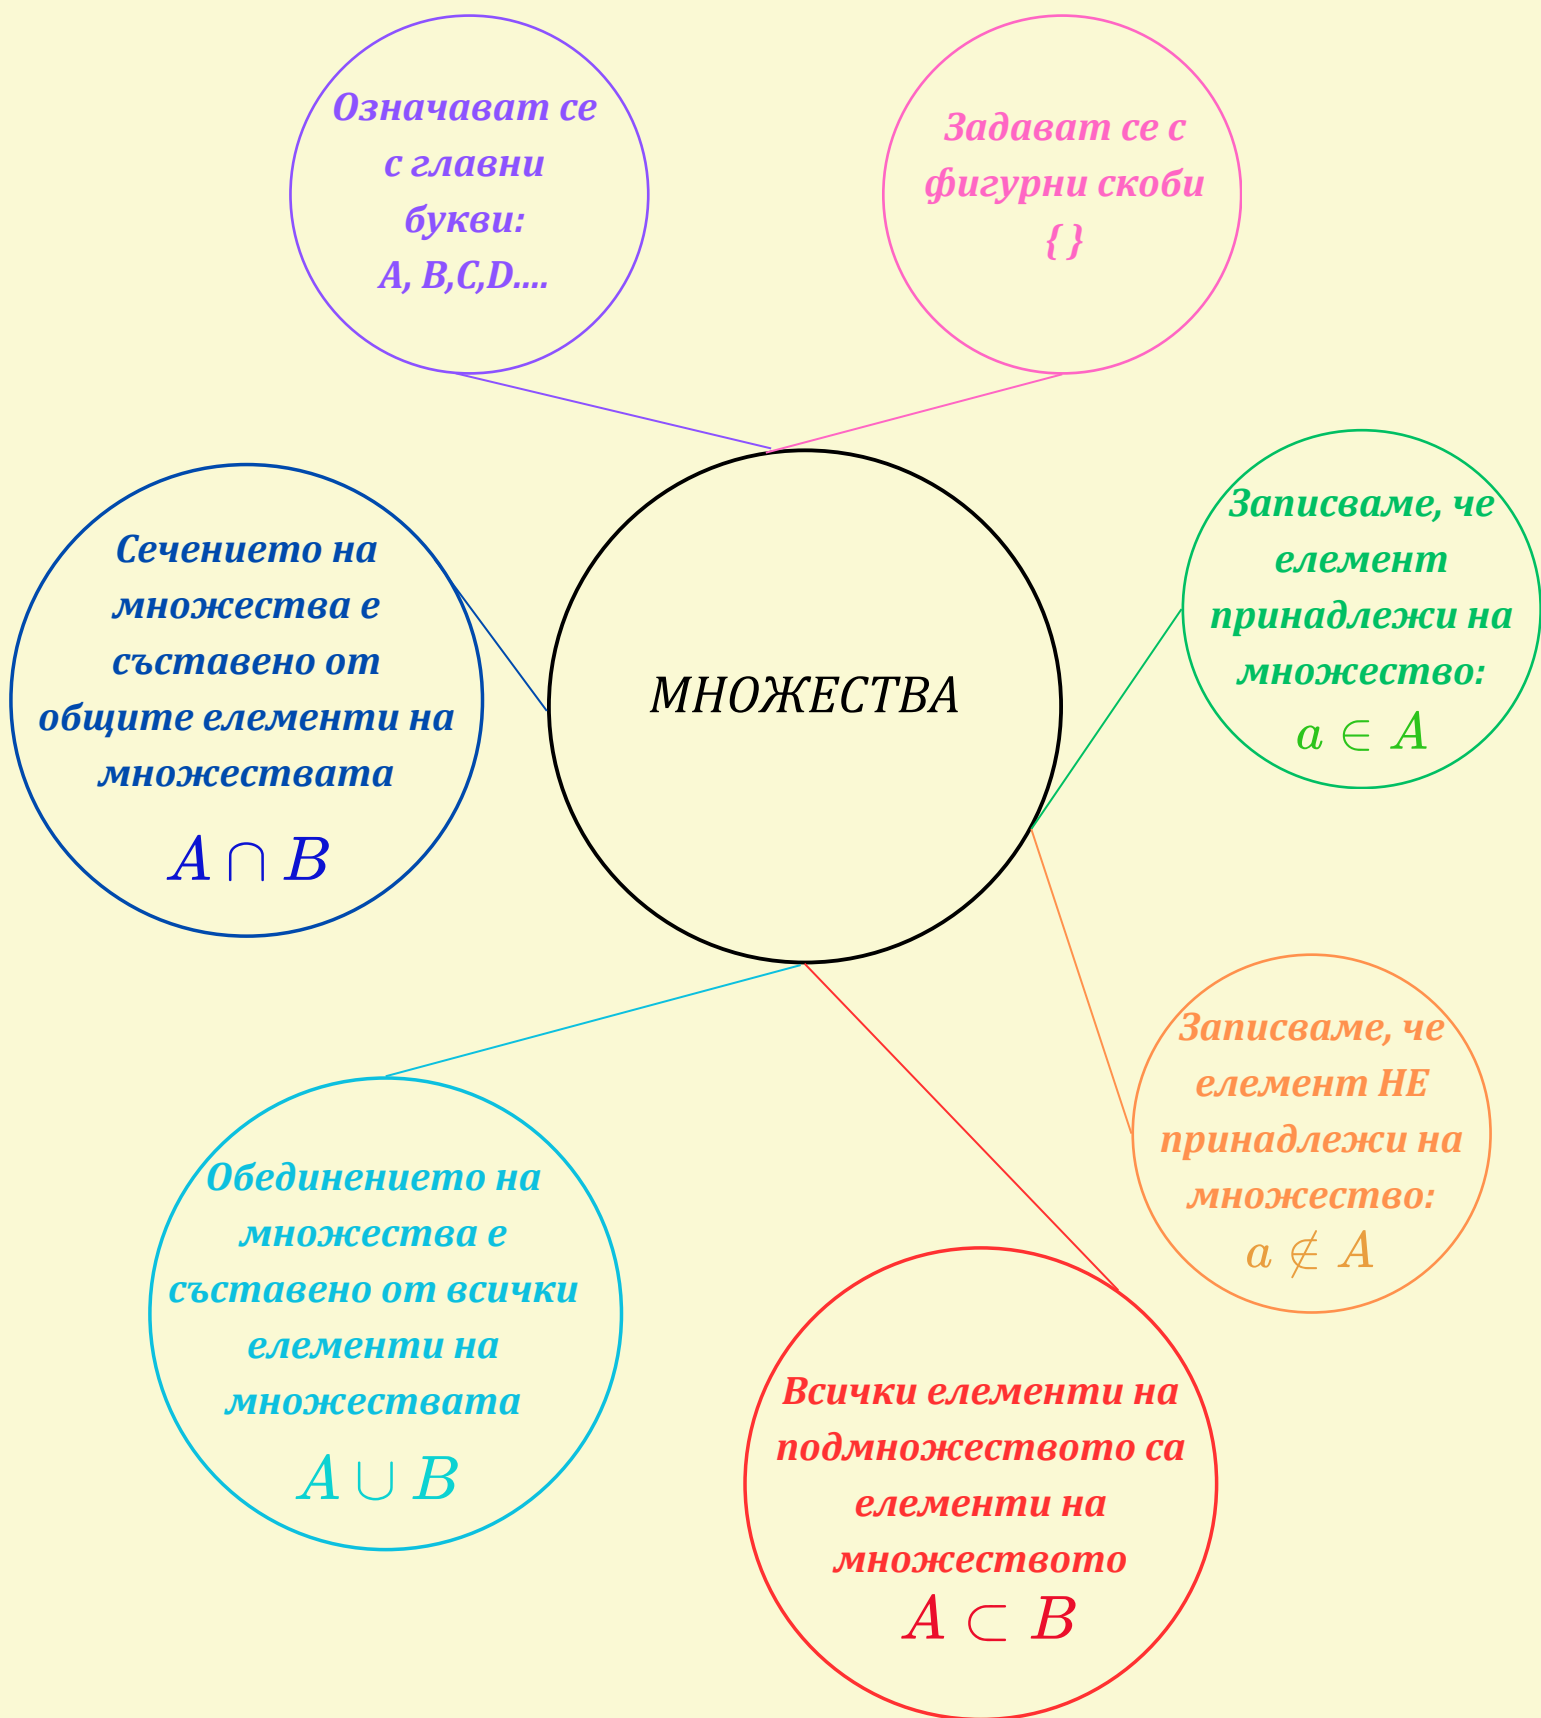 Означават се
с главни
букви:
A, B,C,D....
Задават се с
фигурни скоби
{ }
Сечението на
множества е
съставено от
общите елементи на
множествата
A ∩ B
МНОЖЕСТВА
Записваме, че
елемент
принадлежи на
множество:
a ∈ A
Записваме, че
елемент НЕ
принадлежи на
множество:
a ∉ A
Обединението на
множества е
съставено от всички
елементи на
множествата
A ∪ B
Всички елементи на
подмножеството са
елементи на
множеството
A ⊂ B